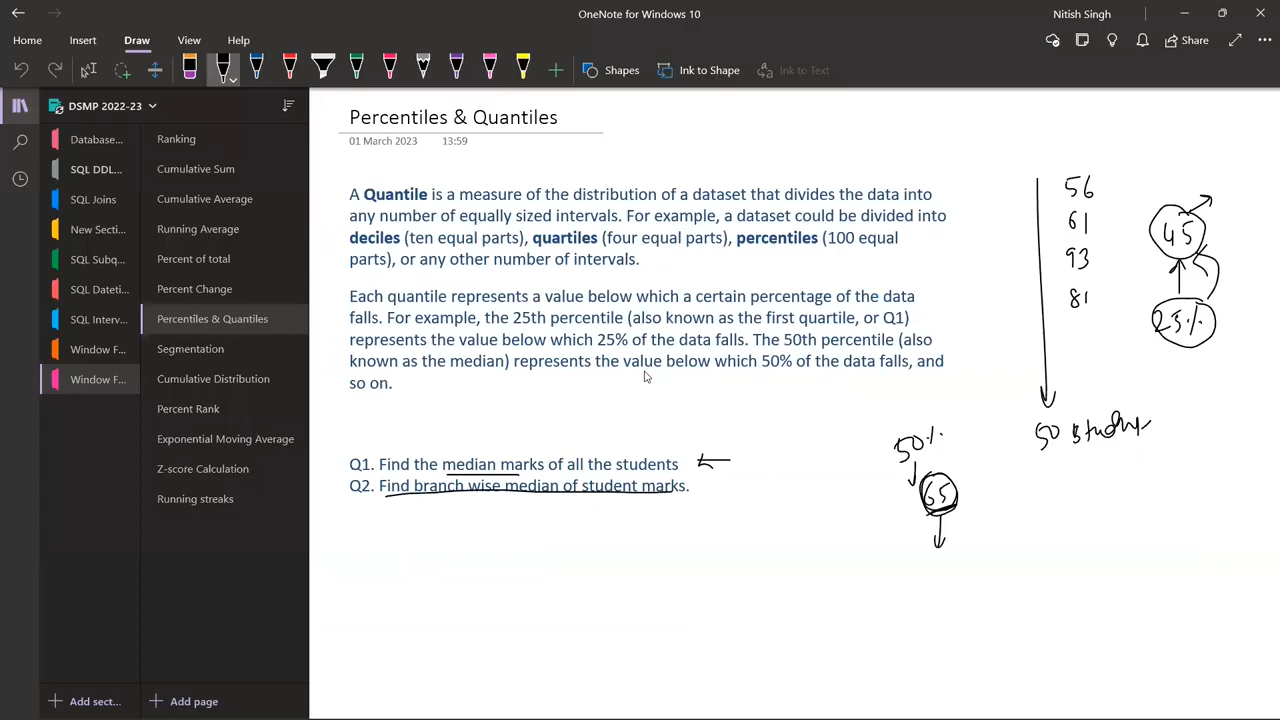 OneNote for Windows 10
Nitish Singh
Home
Insert
Draw
View
Help
Share
Shapes
Ink to Shape
Ink to Text
DSMP 2022-23
Database...
SQL DDL...
SQL Joins
New Secti...
SQL Subq...
SQL Dateti...
SQL Interv...
Window F...
Window F...
Add sect...
Ranking
Cumulative Sum
Cumulative Average
Running Average
Percent of total
Percent Change
Percentiles & Quantiles
Segmentation
Cumulative Distribution
Percent Rank
Exponential Moving Average
Z-score Calculation
Running streaks
Add page
Percentiles & Quantiles
01 March 2023 13:59
A Quantile is a measure of the distribution of a dataset that divides the data into
any number of equally sized intervals. For example, a dataset could be divided into
deciles (ten equal parts), quartiles (four equal parts), percentiles (100 equal
parts), or any other number of intervals.
Each quantile represents a value below which a certain percentage of the data
falls. For example, the 25th percentile (also known as the first quartile, or Q1)
represents the value below which 25% of the data falls. The 50th percentile (also
known as the median) represents the value below which 50% of the data falls, and
so on.
Q1. Find the median marks of all the students
Q2. Find branch wise median of student marks.
56
61
93
81
50
45
25%
50%